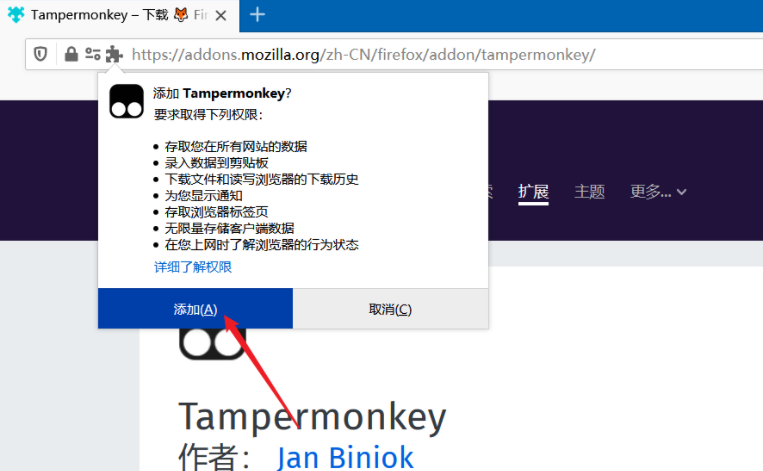 Tampermonkey – 下载 🦊 Fir
https://addons.mozilla.org/zh-CN/firefox/addon/tampermonkey/
添加 Tampermonkey?
要求取得下列权限:
• 存取您在所有网站的数据
• 录入数据到剪贴板
• 下载文件和读写浏览器的下载历史
• 为您显示通知
• 存取浏览器标签页
• 无限量存储客户端数据
• 在您上网时了解浏览器的行为状态
详细了解权限
添加(A)
取消(C)
扩展
主题
更多...
Tampermonkey
作者: Jan Biniok